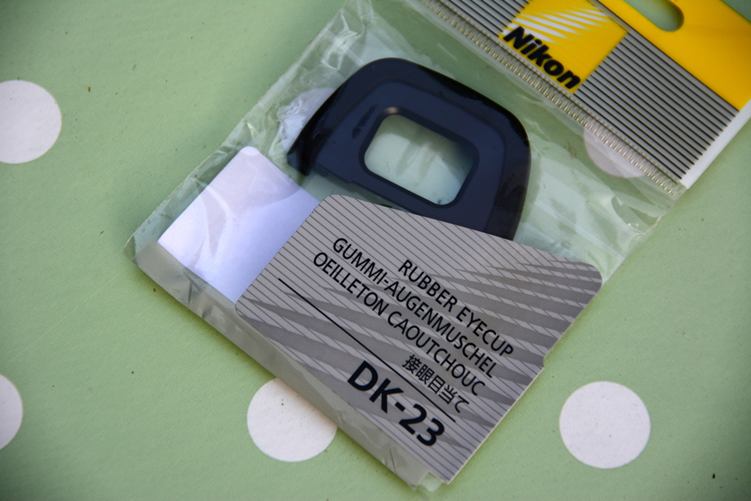 Nikon
RUBBER EYECUP
GUMMI-AUGENMUSCHEL
OEILLETON CAOUTCHOUC
接眼目当て
DK-23